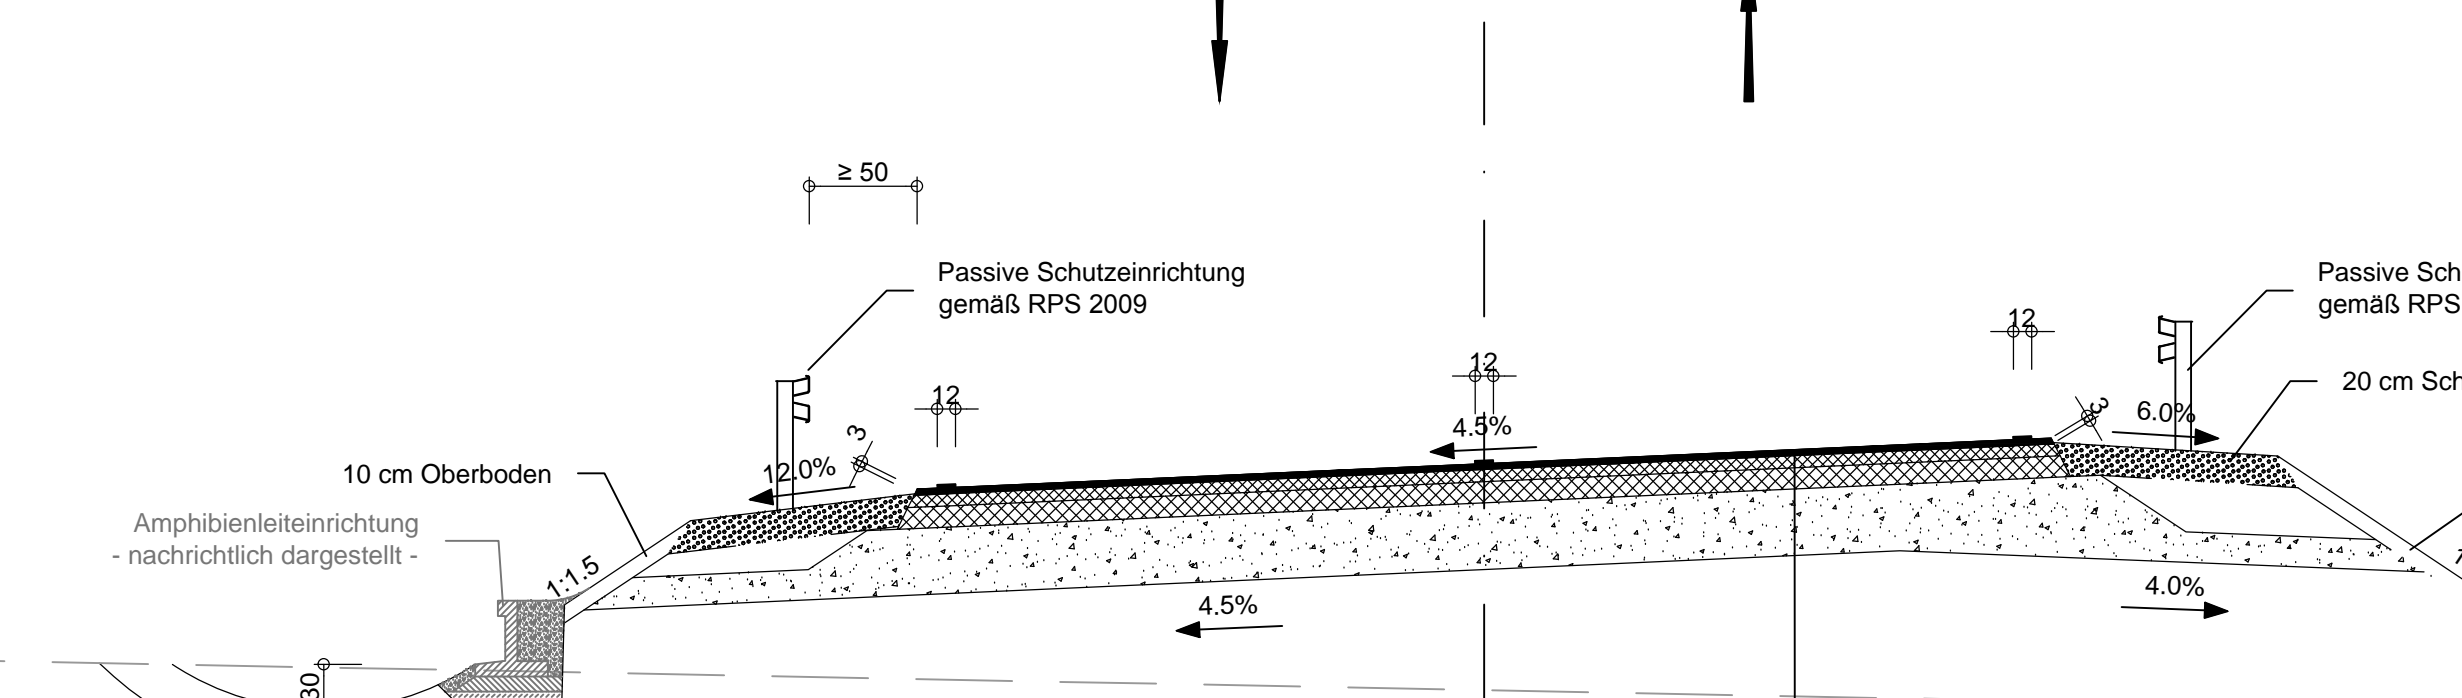 ≥ 50
Passive Schutzeinrichtung
gemäß RPS 2009
Passive Sch
gemäß RPS
12
12
12
20 cm Sch
3
3
6.0%
4.5%
12.0%
10 cm Oberboden
Amphibienleiteinrichtung
- nachrichtlich dargestellt -
1:1.5
4.5%
4.0%
30